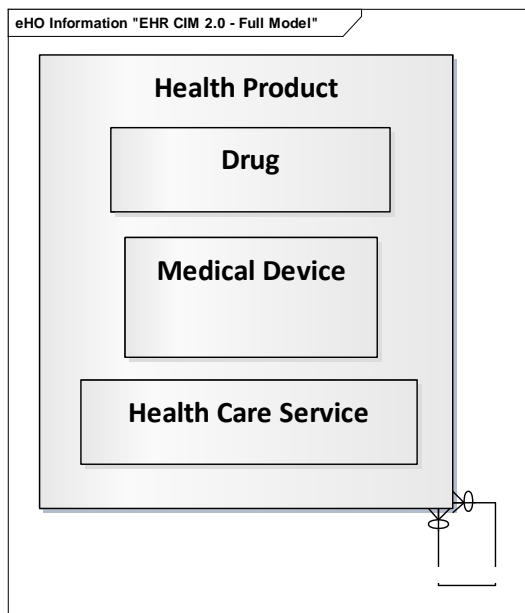 eHO Information "EHR CIM 2.0 - Full Model"
Health Product
Drug
Medical Device
Health Care Service